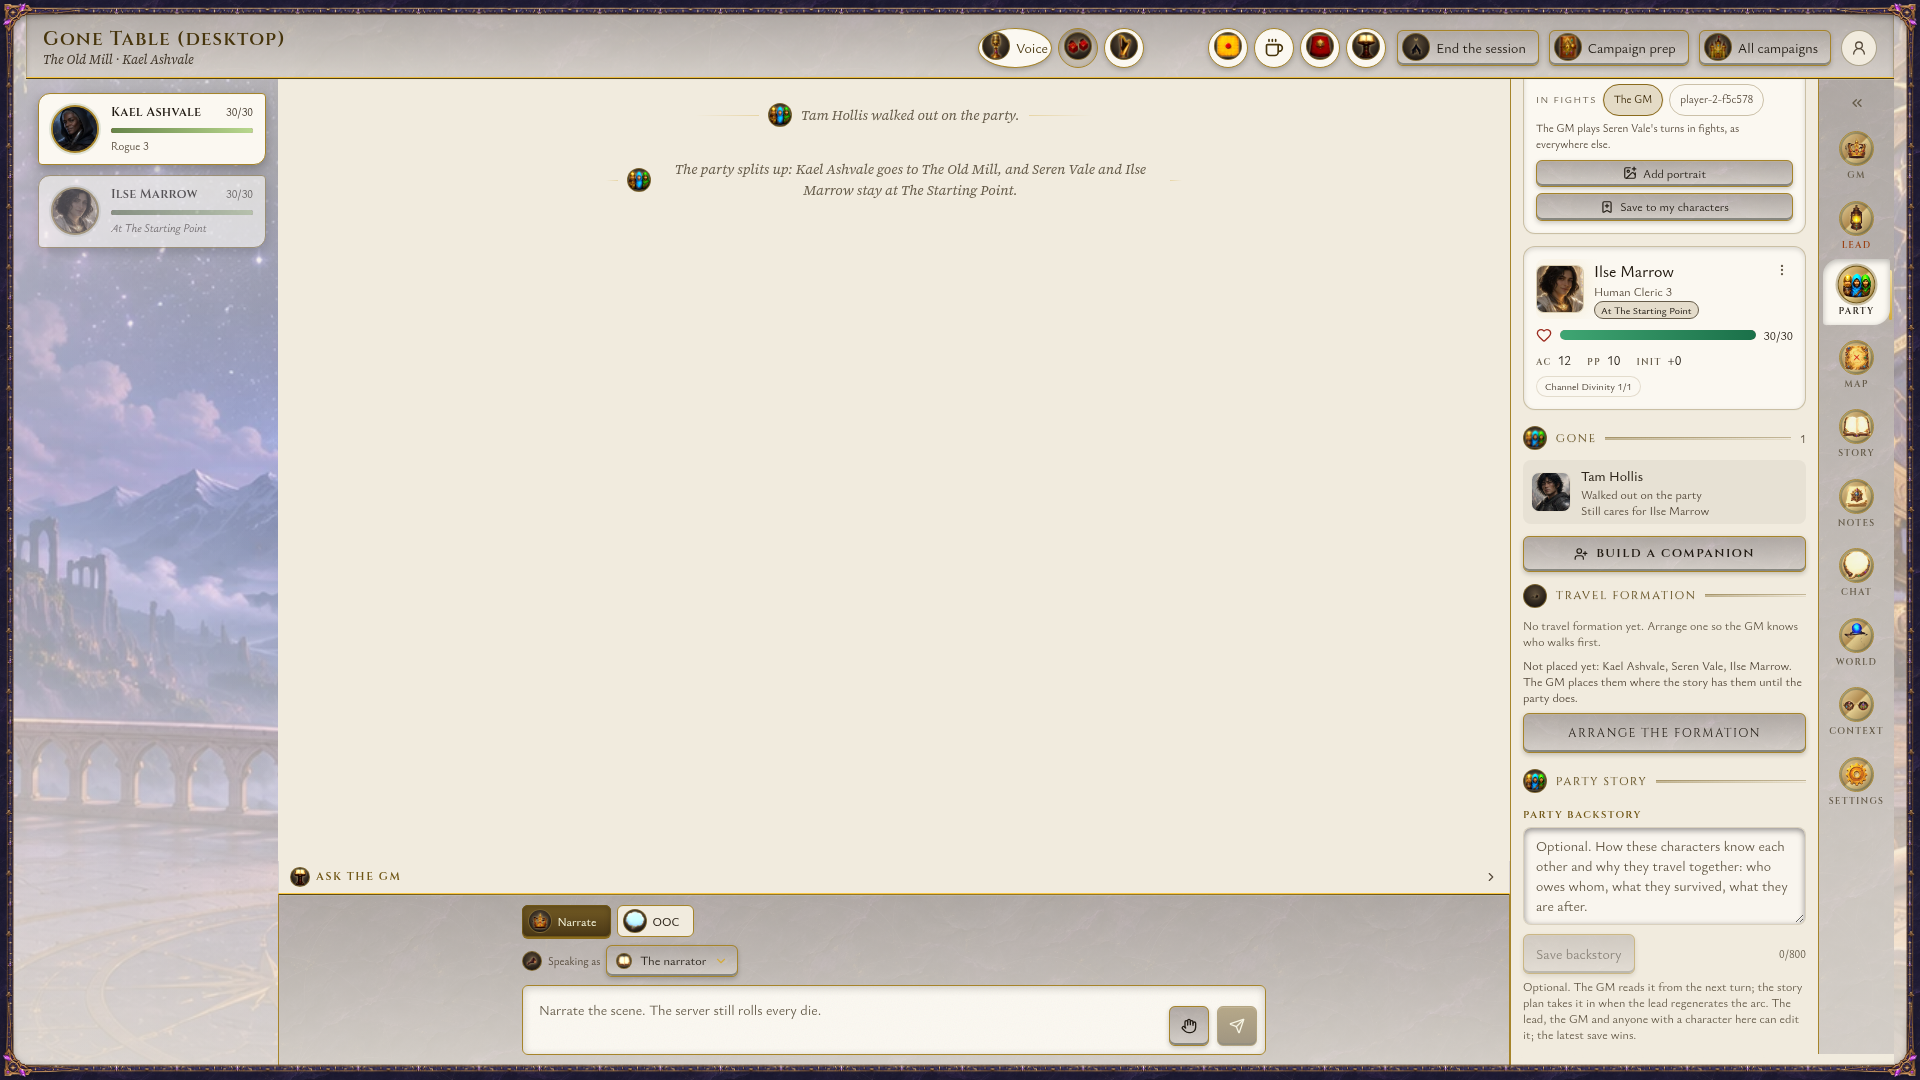 Gone Table (desktop)
The Old Mill · Kael Ashvale
Voice
End the session
Campaign prep
All campaigns
Kael Ashvale
30/30
Rogue 3
Ilse Marrow
30/30
At The Starting Point
Tam Hollis walked out on the party.
The party splits up: Kael Ashvale goes to The Old Mill, and Seren Vale and Ilse
Marrow stay at The Starting Point.
ASK THE GM
Narrate
OOC
Speaking as
The narrator
Narrate the scene. The server still rolls every die.
IN FIGHTS
The GM
player-2-f5c578
The GM plays Seren Vale's turns in fights, as
everywhere else.
Add portrait
Save to my characters
Ilse Marrow
Human Cleric 3
At The Starting Point
30/30
AC 12 PP 10 INIT +0
Channel Divinity 1/1
GONE
1
Tam Hollis
Walked out on the party
Still cares for Ilse Marrow
BUILD A COMPANION
TRAVEL FORMATION
No travel formation yet. Arrange one so the GM knows
who walks first.
Not placed yet: Kael Ashvale, Seren Vale, Ilse Marrow.
The GM places them where the story has them until the
party does.
ARRANGE THE FORMATION
PARTY STORY
PARTY BACKSTORY
Optional. How these characters know each
other and why they travel together: who
owes whom, what they survived, what they
are after.
Save backstory
0/800
Optional. The GM reads it from the next turn; the story
plan takes it in when the lead regenerates the arc. The
lead, the GM and anyone with a character here can edit
it; the latest save wins.
GM
LEAD
PARTY
MAP
STORY
NOTES
CHAT
WORLD
CONTEXT
SETTINGS